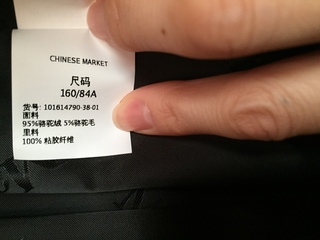 CHINESE MARKET
尺码
160/84A
货号: 101614790-38-01
面料
95%骆驼绒 5%骆驼毛
里料
100% 粘胶纤维